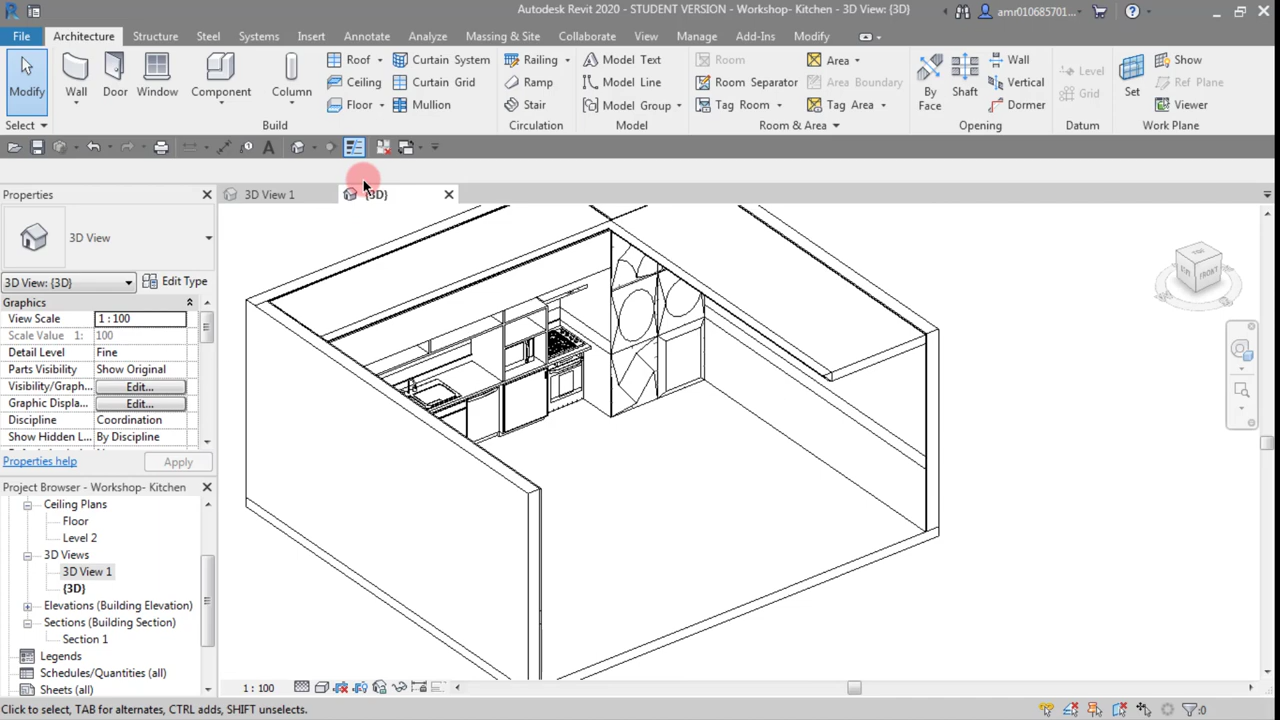 Autodesk Revit 2020 - STUDENT VERSION - Workshop- Kitchen - 3D View: {3D}
amr010685701...
File Architecture Structure Steel Systems Insert Annotate Analyze Massing & Site Collaborate View Manage Add-Ins Modify
Modify Wall Door Window Component Column Roof Curtain System Railing Model Text Room Area By Face Shaft Wall Level Set Show
Ceiling Curtain Grid Ramp Model Line Room Separator Area Boundary Vertical Grid Ref Plane
Floor Mullion Stair Model Group Tag Room Tag Area Dormer Viewer
Select Build Circulation Model Room & Area Opening Datum Work Plane
Properties
3D View 1
{3D}
3D View
3D View: {3D} Edit Type
Graphics
View Scale 1 : 100
Scale Value 1: 100
Detail Level Fine
Parts Visibility Show Original
Visibility/Graph... Edit...
Graphic Displa... Edit...
Discipline Coordination
Show Hidden L... By Discipline
Properties help Apply
Project Browser - Workshop- Kitchen
Ceiling Plans
Floor
Level 2
3D Views
3D View 1
{3D}
Elevations (Building Elevation)
Sections (Building Section)
Section 1
Legends
Schedules/Quantities (all)
Sheets (all)
FRONT
1 : 100
Click to select, TAB for alternates, CTRL adds, SHIFT unselects.
:0